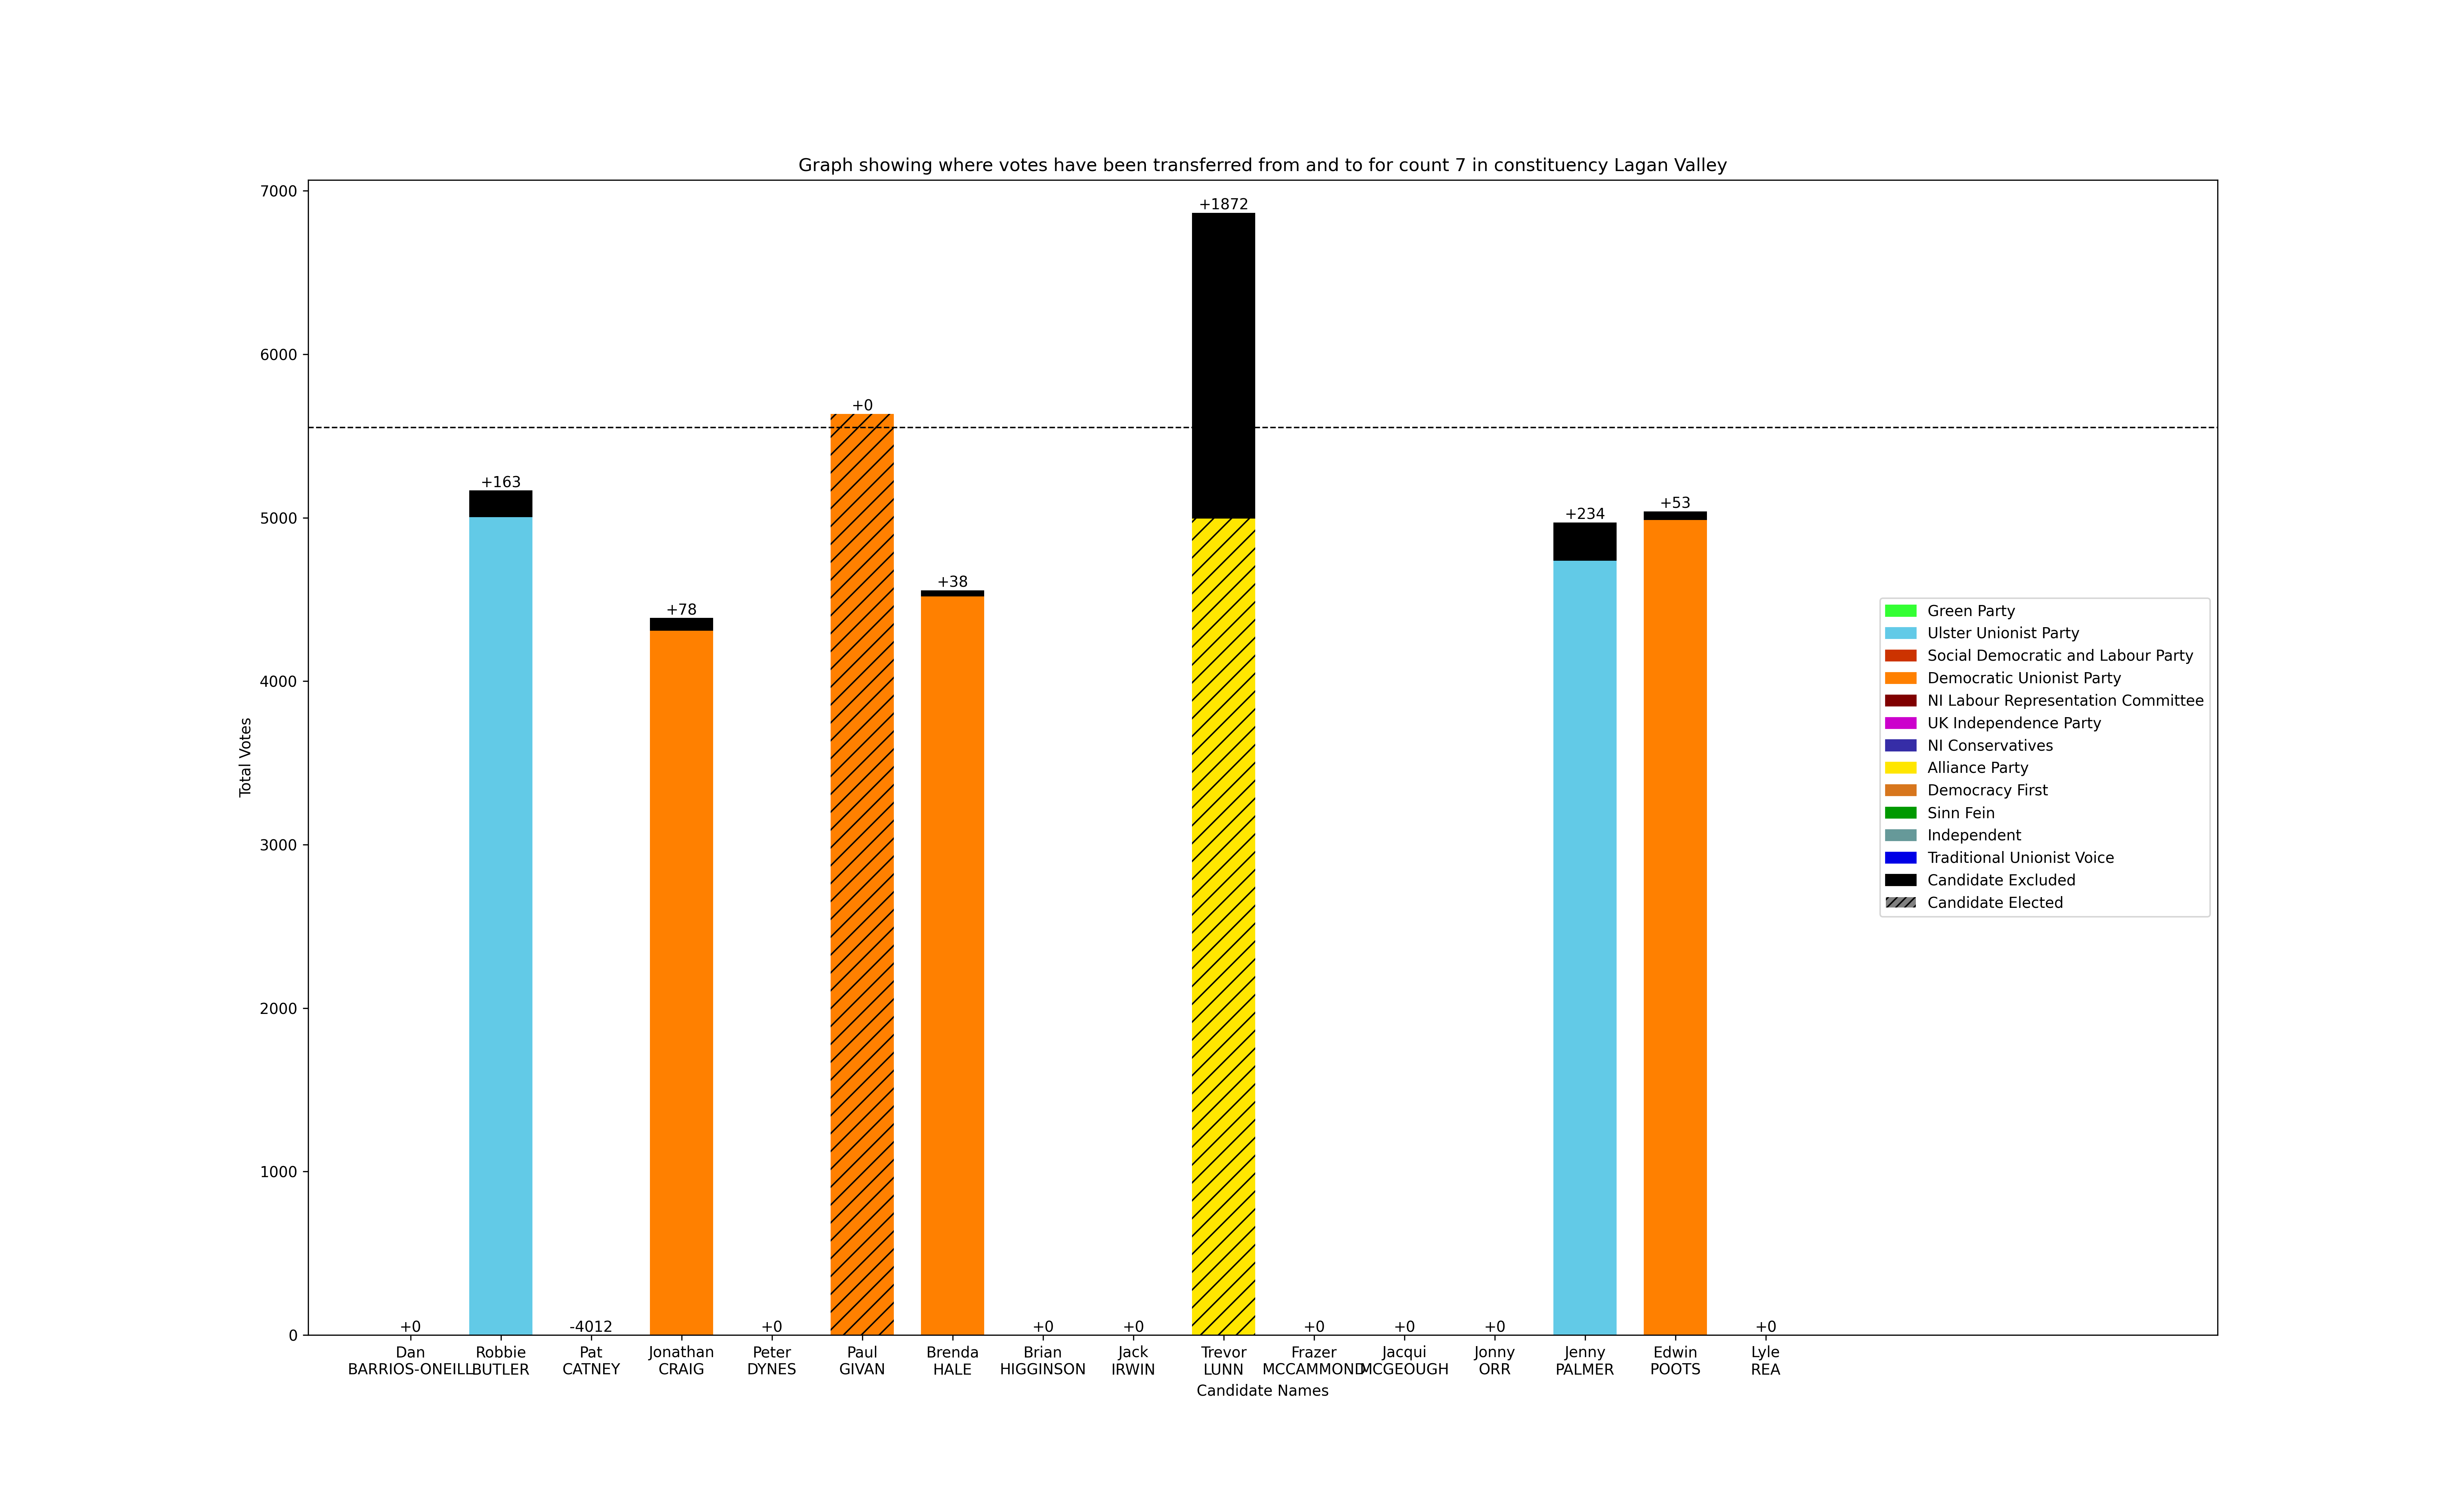 Graph showing where votes have been transferred from and to for count 7 in constituency Lagan Valley
Total Votes
7000
6000
5000
4000
3000
2000
1000
0
+0
+163
-4012
+78
+0
+0
+38
+0
+0
+1872
+0
+0
+0
+234
+53
+0
Dan
BARRIOS-ONEILL
Robbie
BUTLER
Pat
CATNEY
Jonathan
CRAIG
Peter
DYNES
Paul
GIVAN
Brenda
HALE
Brian
HIGGINSON
Jack
IRWIN
Trevor
LUNN
Frazer
MCCAMMOND
Jacqui
MCGEOUGH
Jonny
ORR
Jenny
PALMER
Edwin
POOTS
Lyle
REA
Candidate Names
Green Party
Ulster Unionist Party
Social Democratic and Labour Party
Democratic Unionist Party
NI Labour Representation Committee
UK Independence Party
NI Conservatives
Alliance Party
Democracy First
Sinn Fein
Independent
Traditional Unionist Voice
Candidate Excluded
Candidate Elected